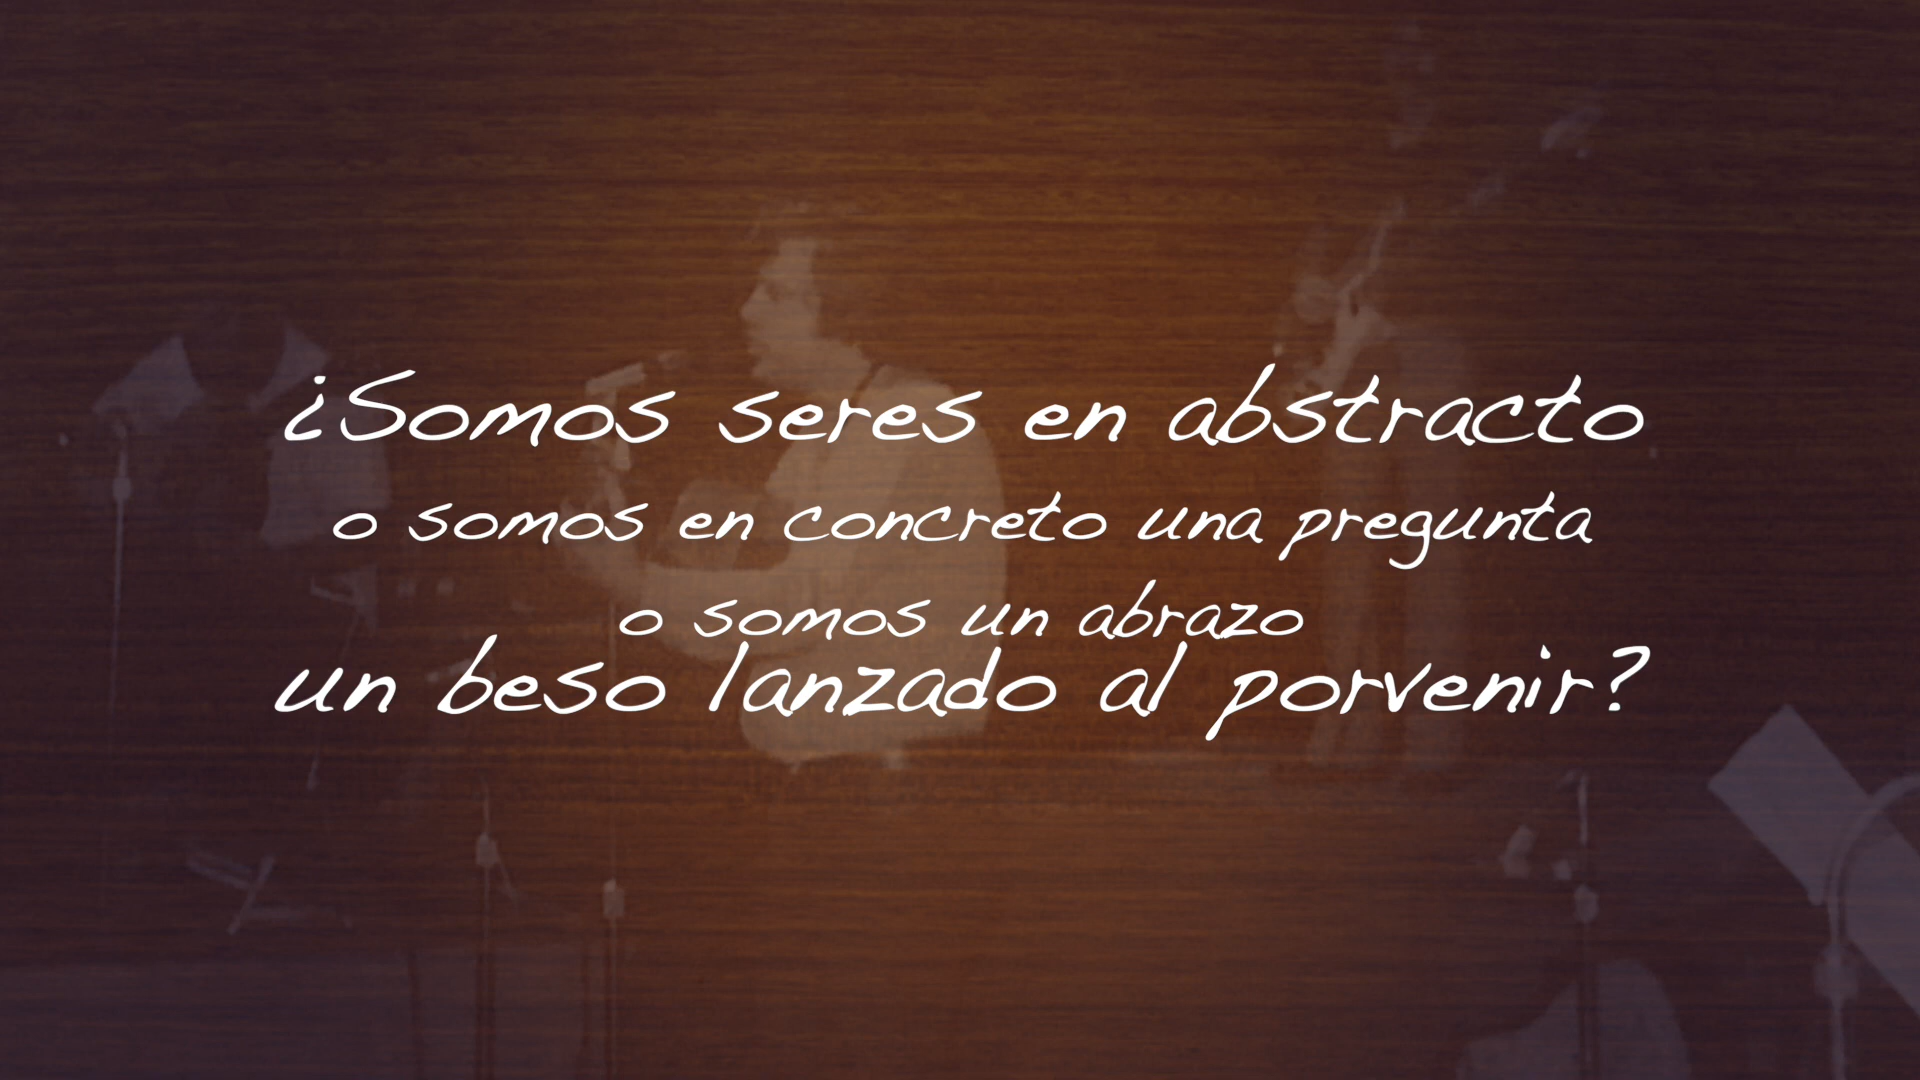 ¿Somos seres en abstracto
o somos en concreto una pregunta
o somos un abrazo
un beso lanzado al porvenir?